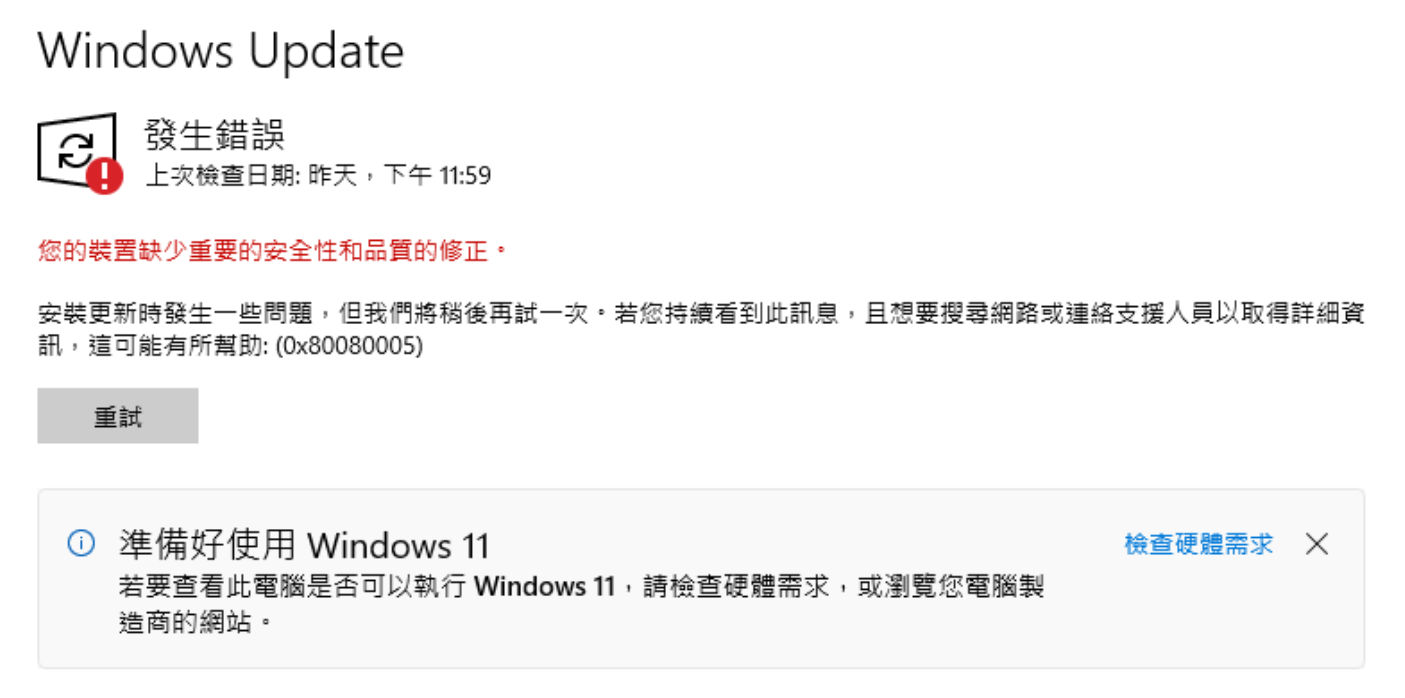 Windows Update
發生錯誤
上次檢查日期: 昨天，下午 11:59
您的裝置缺少重要的安全性和品質的修正。
安裝更新時發生一些問題，但我們將稍後再試一次。若您持續看到此訊息，且想要搜尋網路或連絡支援人員以取得詳細資
訊，這可能有所幫助: (0x80080005)
重試
準備好使用 Windows 11
檢查硬體需求
若要查看此電腦是否可以執行 Windows 11，請檢查硬體需求，或瀏覽您電腦製
造商的網站。